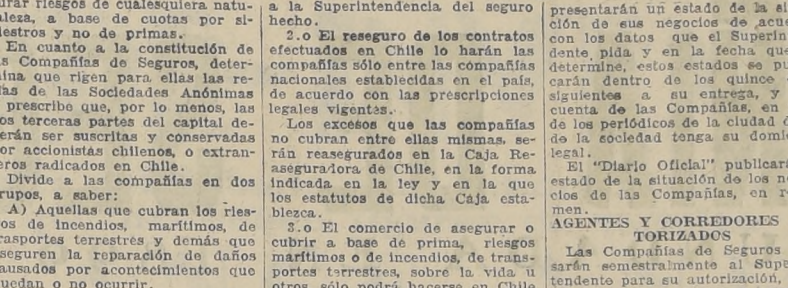 urar riesgos de cualesquiera natu-
aleza, a base de cuotas por si-
iestros y no de primas.
En cuanto a la constitución de
s Compañías de Seguros, deter-
ina que rigen para ellas las re-
las de las Sociedades Anónimas
prescribe que, por lo menos, las
os terceras partes del capital de-
erán ser suscritas y conservadas
or accionistas chilenos, o extran-
eros radicados en Chile.
Divide a las compañías en dos
rupos, a saber:
A) Aquellas que cubran los ries-
os de incendios, marítimos, de
rasportes terrestres y demás que
seguren la reparación de daños
ausados por acontecimientos que
uedan o no ocurrir.
a la Superintendencia del seguro
hecho.
2.o El reseguro de los contratos
efectuados en Chile lo harán las
compañías sólo entre las compañías
nacionales establecidas en el país,
de acuerdo con las prescripciones
legales vigentes.
Los excesos que las compañías
no cubran entre ellas mismas, se-
rán reasegurados en la Caja Re-
aseguradora de Chile, en la forma
indicada en la ley y en la que
los estatutos de dicha Caja esta-
blezca.
3.o El comercio de asegurar o
cubrir a base de prima, riesgos
marítimos o de incendios, de trans-
portes terrestres, sobre la vida u
otros, sólo podrá hacerse en Chile
presentarán un estado de la si
ción de sus negocios de acue
con los datos que el Superin
dente pida y en la fecha que
determine, estos estados se pu
carán dentro de los quince
siguientes a su entrega, y
cuenta de las Compañías, en
de los periódicos de la ciudad d
de la sociedad tenga su domi
legal.
El "Diario Oficial" publicar
estado de la situación de los n
cios de las Compañías, en r
men.
AGENTES Y CORREDORES
TORIZADOS
Las Compañías de Seguros
sarán semestralmente al Supe
tendente para su autorización,